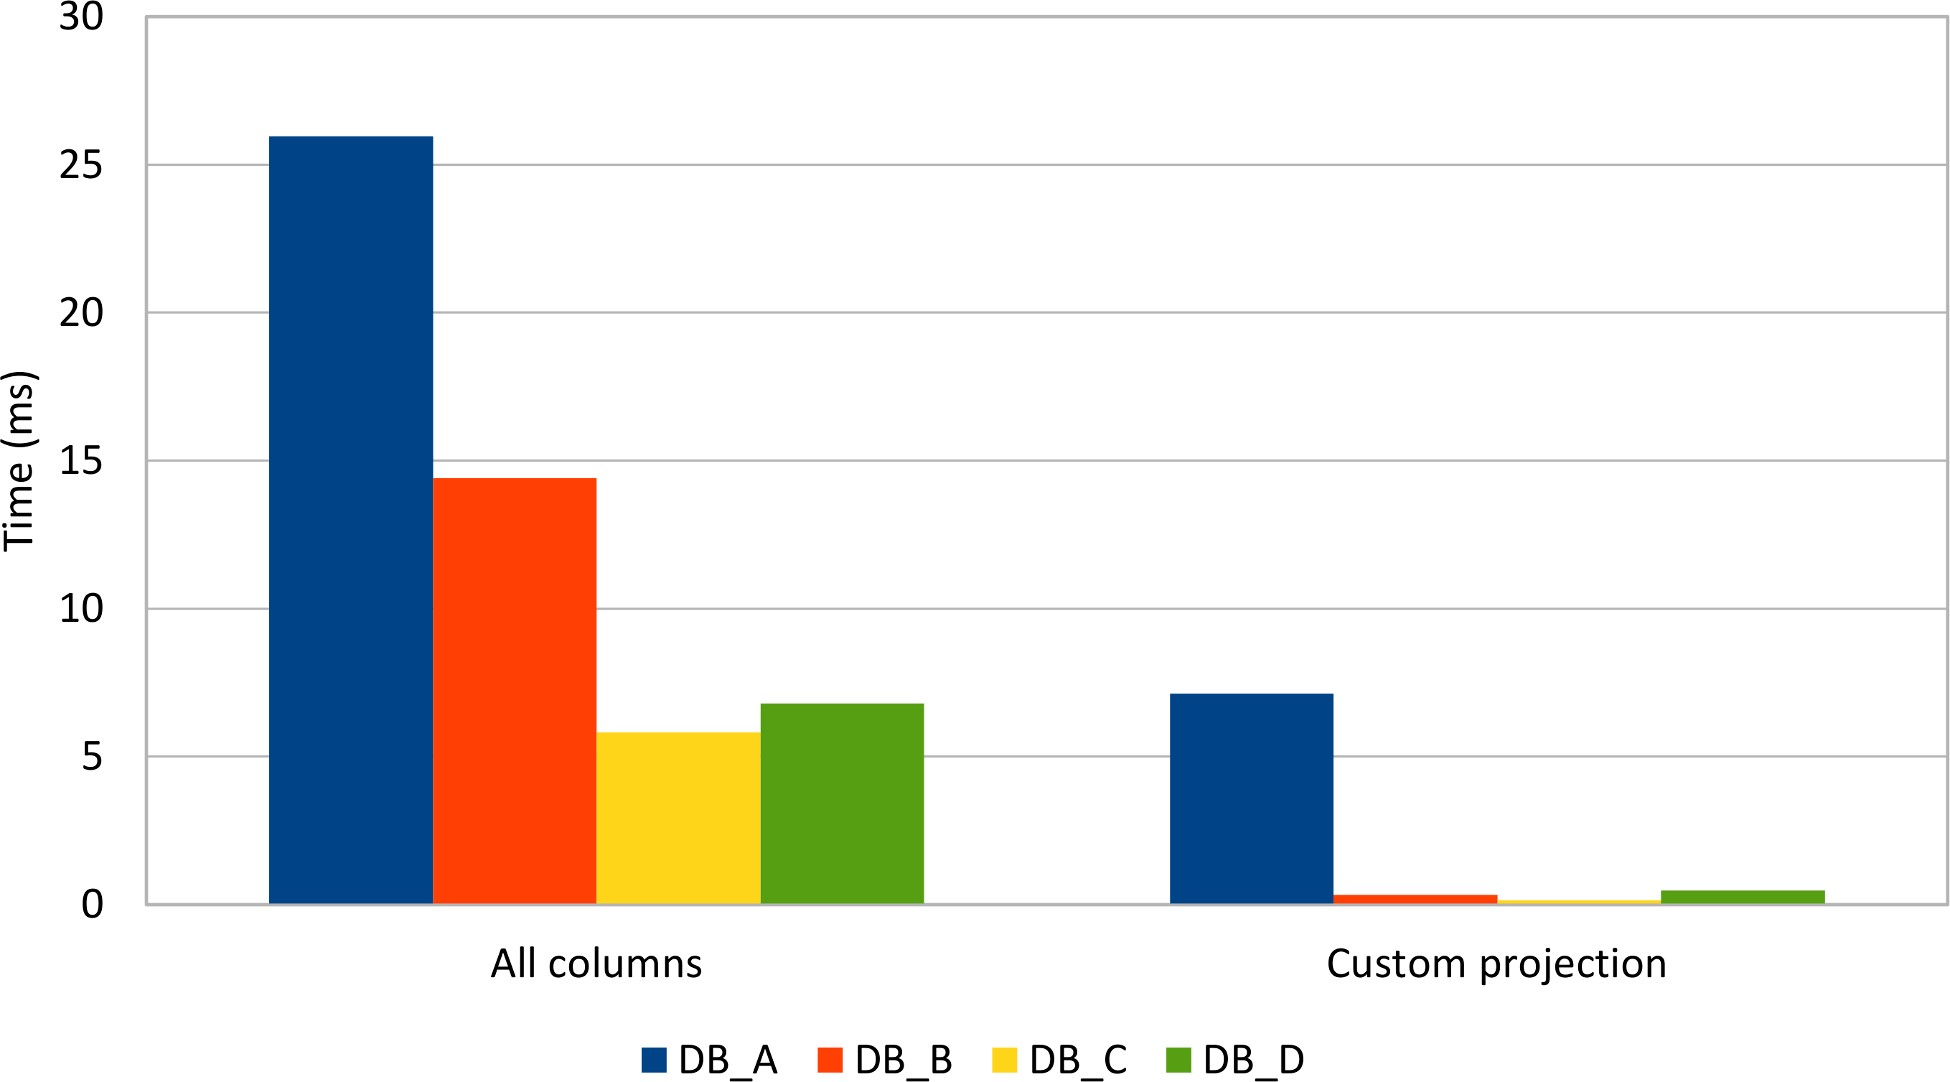 30
25
20
15
10
5
0
Time (ms)
All columns Custom projection
DB_A DB_B DB_C DB_D